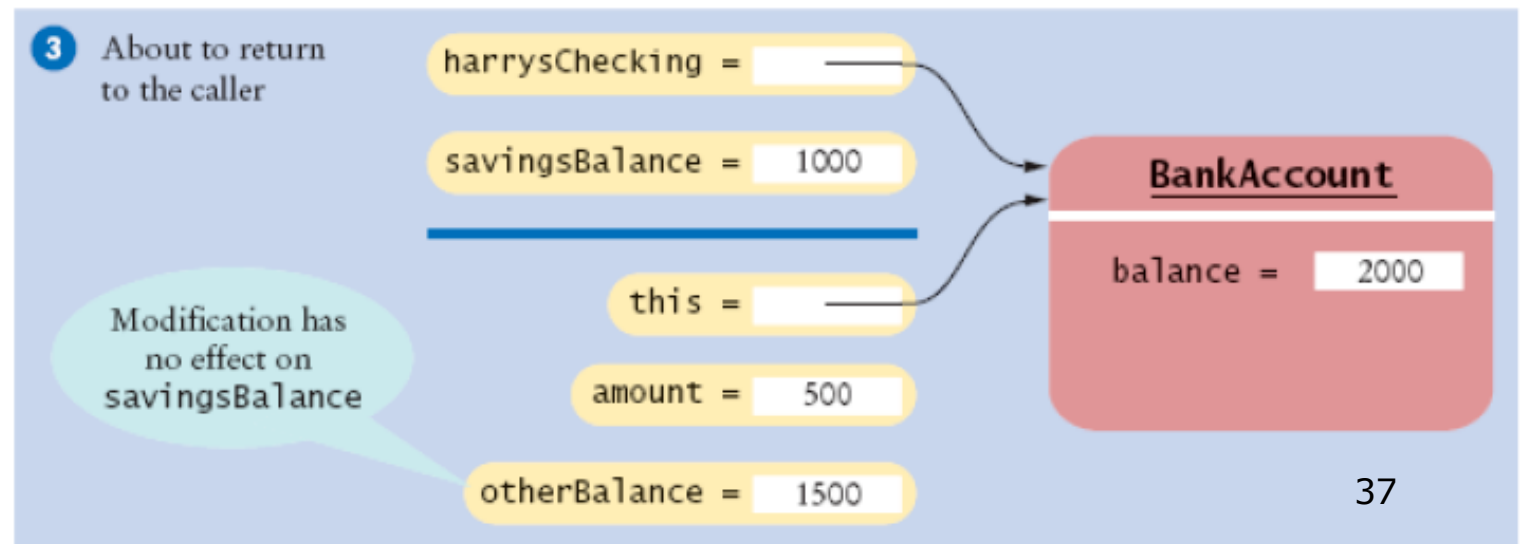 3 About to return
to the caller
harrysChecking =
savingsBalance = 1000
BankAccount
balance = 2000
this =
Modification has
no effect on
savingsBalance
amount = 500
otherBalance = 1500
37